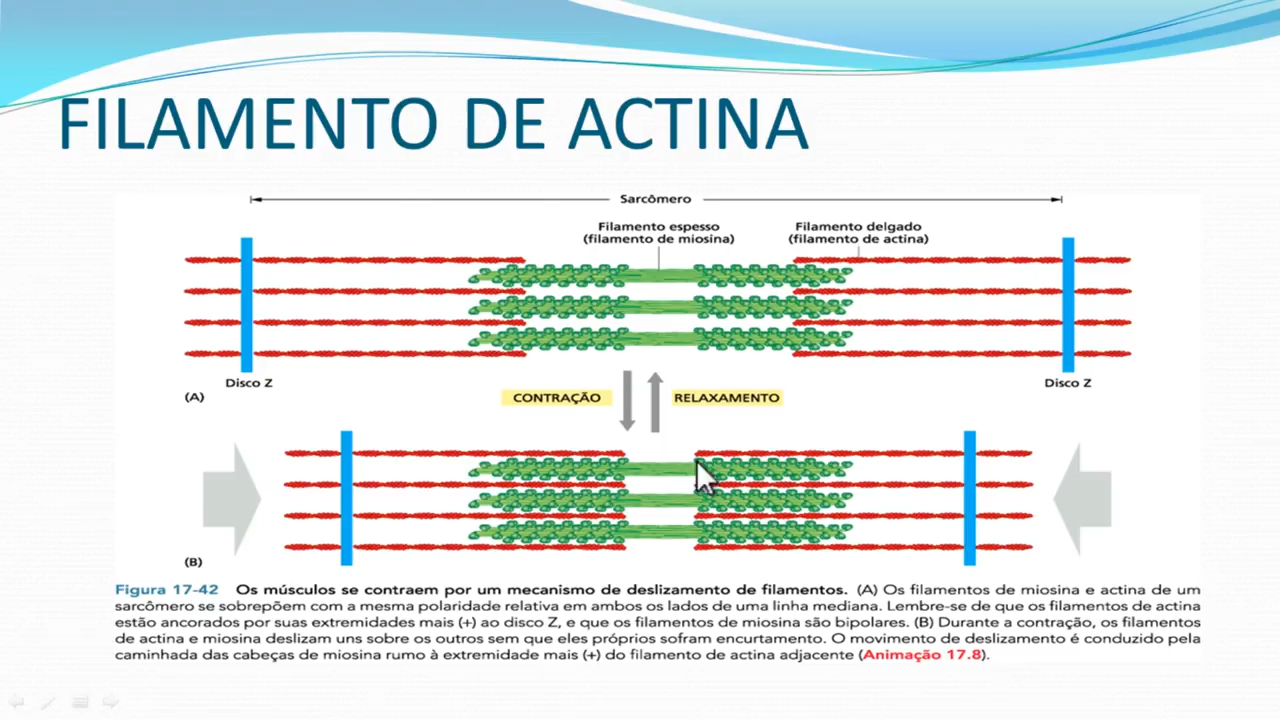 FILAMENTO DE ACTINA
Sarcômero
Filamento espesso
(filamento de miosina)
Filamento delgado
(filamento de actina)
Disco Z
Disco Z
(A)
CONTRAÇÃO
RELAXAMENTO
(B)
Figura 17-42 Os músculos se contraem por um mecanismo de deslizamento de filamentos. (A) Os filamentos de miosina e actina de um
sarcômero se sobrepõem com a mesma polaridade relativa em ambos os lados de uma linha mediana. Lembre-se de que os filamentos de actina
estão ancorados por suas extremidades mais (+) ao disco Z, e que os filamentos de miosina são bipolares. (B) Durante a contração, os filamentos
de actina e miosina deslizam uns sobre os outros sem que eles próprios sofram encurtamento. O movimento de deslizamento é conduzido pela
caminhada das cabeças de miosina rumo à extremidade mais (+) do filamento de actina adjacente (Animação 17.8).